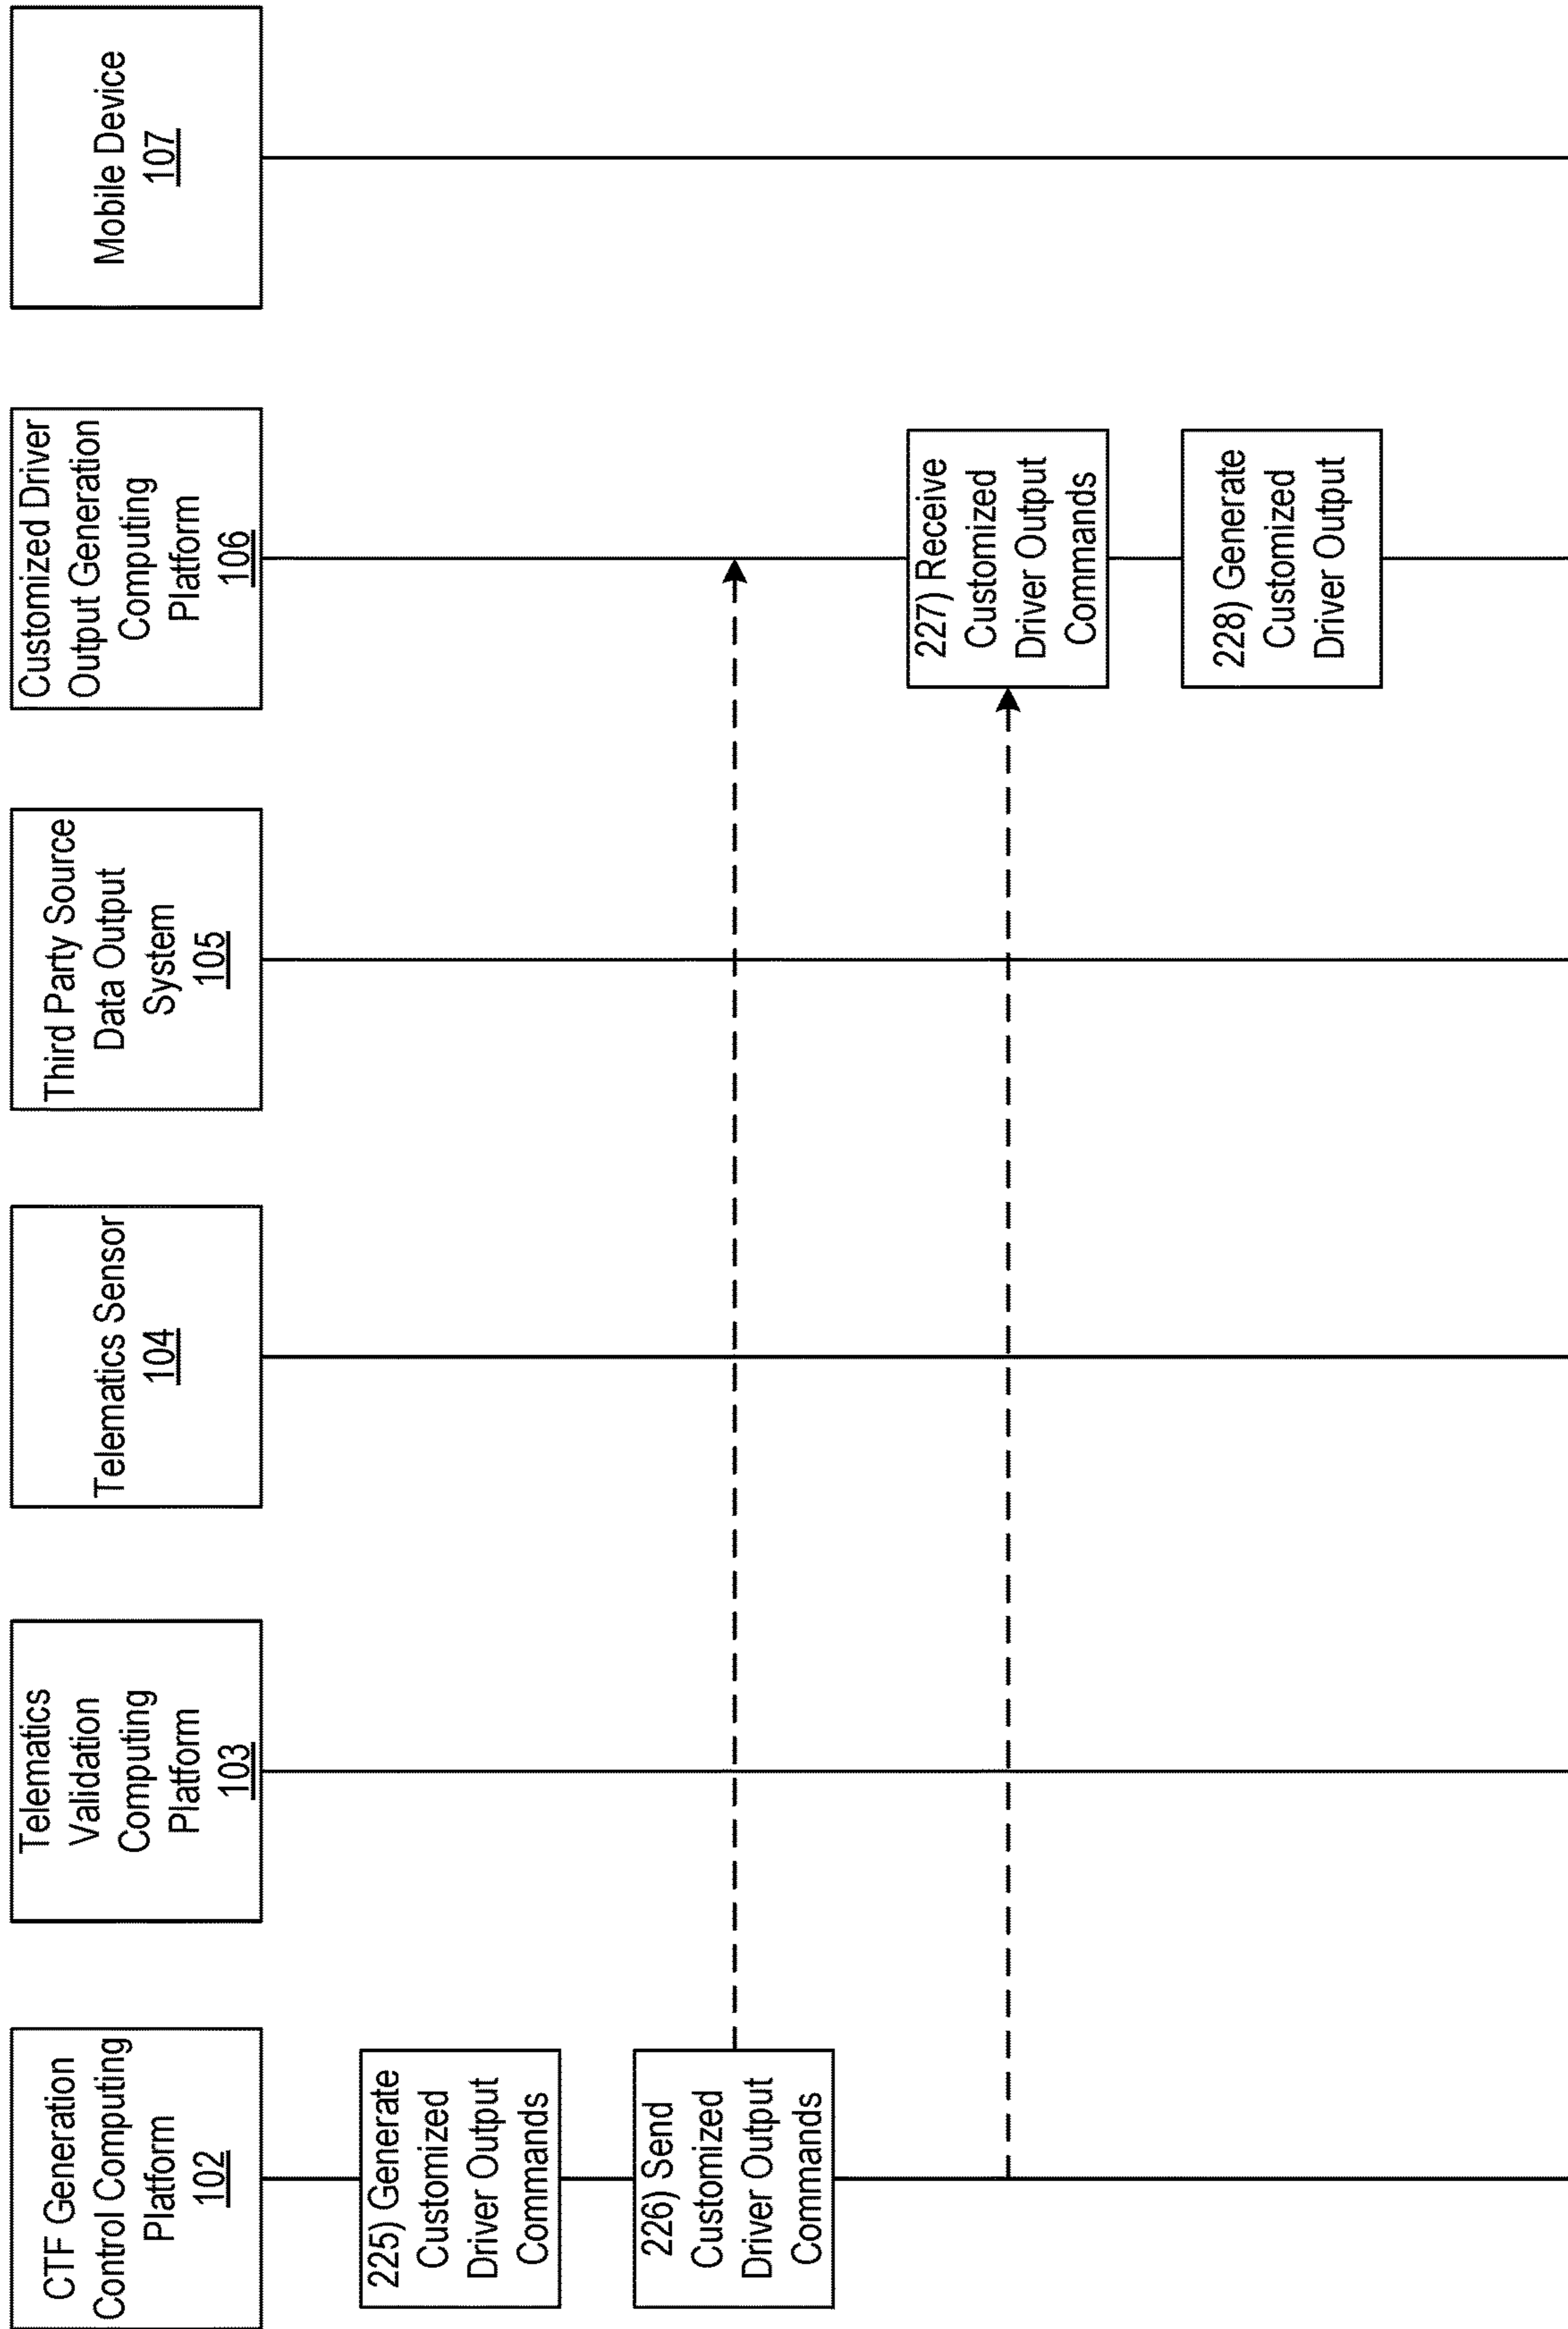 CTF Generation
Control Computing
Platform
102
Telematics
Validation
Computing
Platform
103
Telematics Sensor
104
Third Party Source
Data Output
System
105
Customized Driver
Output Generation
Computing
Platform
106
Mobile Device
107
225) Generate
Customized
Driver Output
Commands
226) Send
Customized
Driver Output
Commands
227) Receive
Customized
Driver Output
Commands
228) Generate
Customized
Driver Output